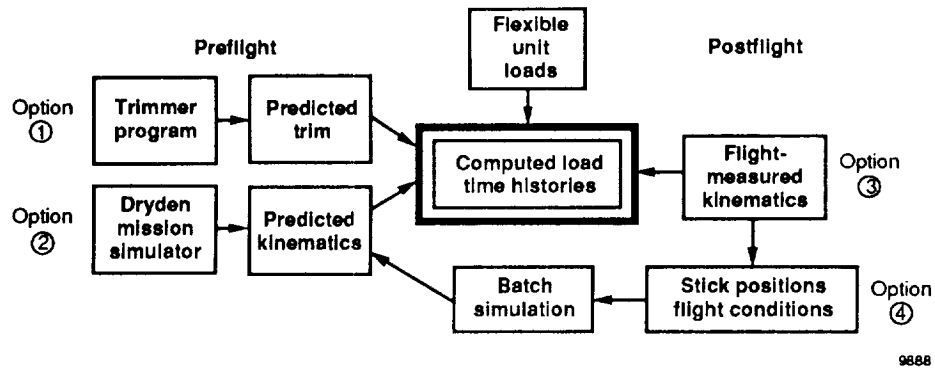 Preflight
Flexible
unit
loads
Postflight
Option
①
Trimmer
program
Predicted
trim
Computed load
time histories
Flight-
measured
kinematics
Option
③
Option
②
Dryden
mission
simulator
Predicted
kinematics
Batch
simulation
Stick positions
flight conditions
Option
④
9888